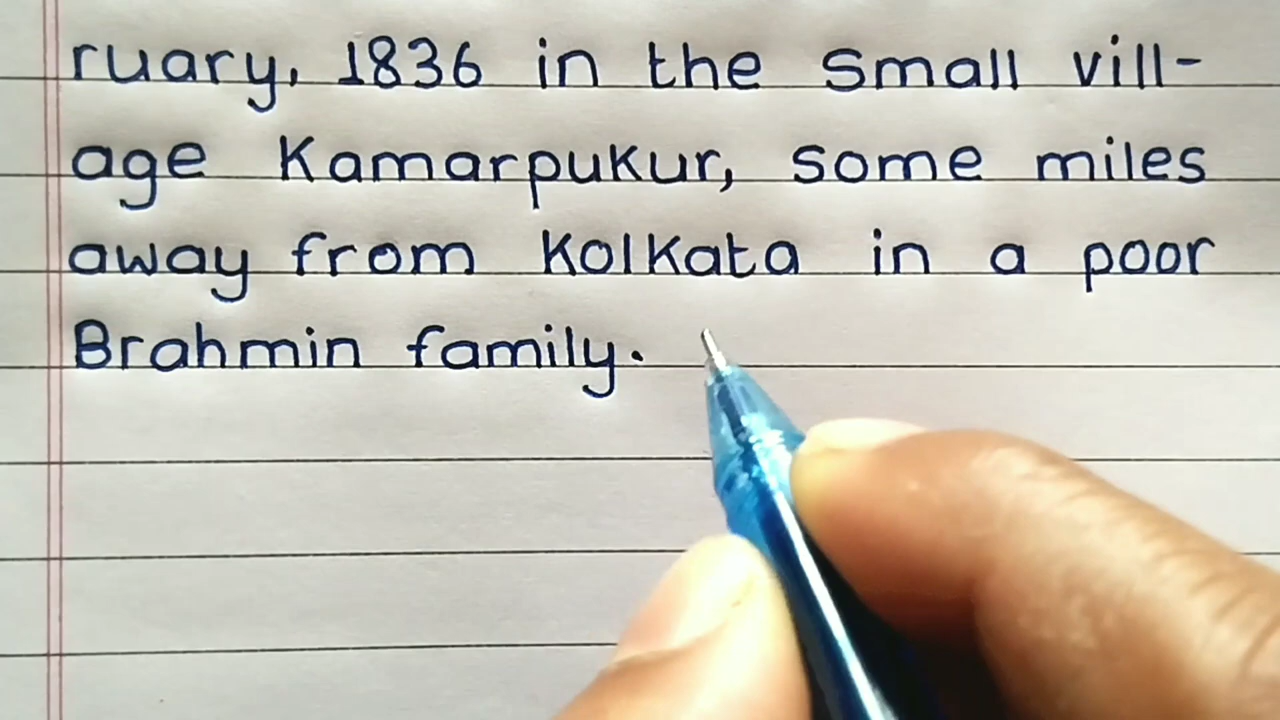 ruary, 1836 in the small vill-
age Kamarpukur, some miles
away from Kolkata in a poor
Brahmin family.